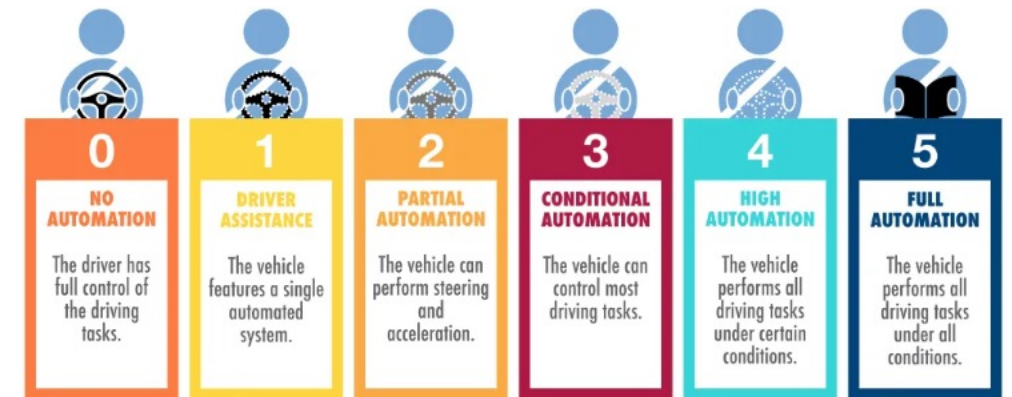 0
NO
AUTOMATION
The driver has
full control of
the driving
tasks.
1
DRIVER
ASSISTANCE
The vehicle
features a single
automated
system.
2
PARTIAL
AUTOMATION
The vehicle can
perform steering
and
acceleration.
3
CONDITIONAL
AUTOMATION
The vehicle can
control most
driving tasks.
4
HIGH
AUTOMATION
The vehicle
performs all
driving tasks
under certain
conditions.
5
FULL
AUTOMATION
The vehicle
performs all
driving tasks
under all
conditions.